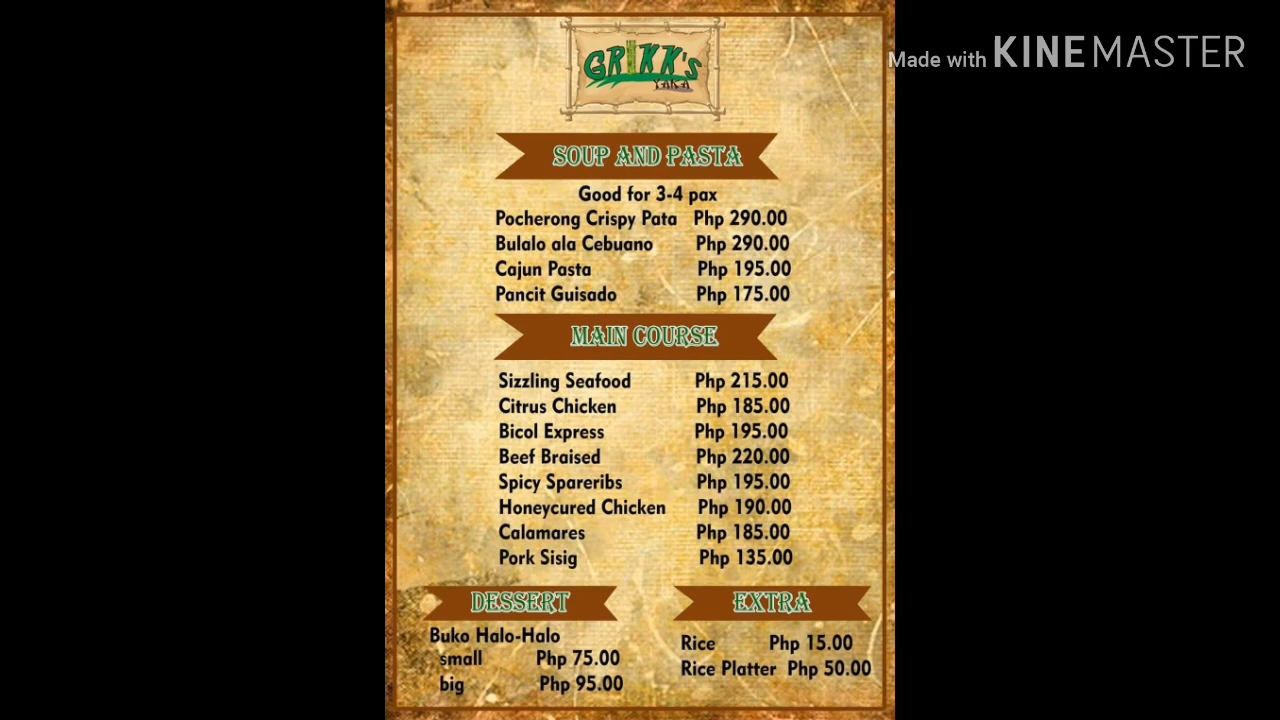 Made with KINEMASTER
GRIKK's
YAKA
SOUP AND PASTA
Good for 3-4 pax
Pocherong Crispy Pata Php 290.00
Bulalo ala Cebuano Php 290.00
Cajun Pasta Php 195.00
Pancit Guisado Php 175.00
MAIN COURSE
Sizzling Seafood Php 215.00
Citrus Chicken Php 185.00
Bicol Express Php 195.00
Beef Braised Php 220.00
Spicy Spareribs Php 195.00
Honeycured Chicken Php 190.00
Calamares Php 185.00
Pork Sisig Php 135.00
DESSERT
Buko Halo-Halo
small Php 75.00
big Php 95.00
EXTRA
Rice Php 15.00
Rice Platter Php 50.00